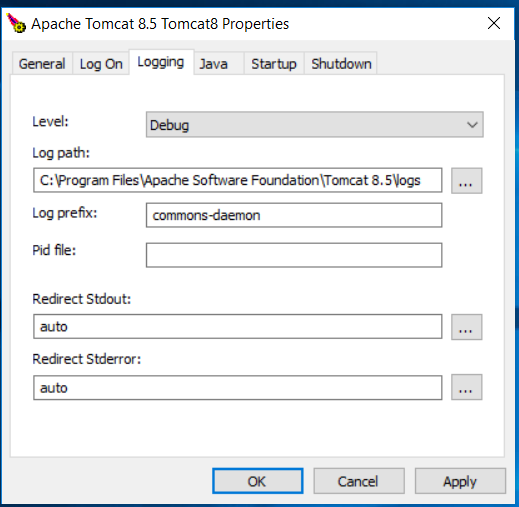 Apache Tomcat 8.5 Tomcat8 Properties
General Log On Logging Java Startup Shutdown
Level: Debug
Log path:
C:\Program Files\Apache Software Foundation\Tomcat 8.5\logs ...
Log prefix: commons-daemon
Pid file:
Redirect Stdout:
auto ...
Redirect Stderror:
auto ...
OK Cancel Apply